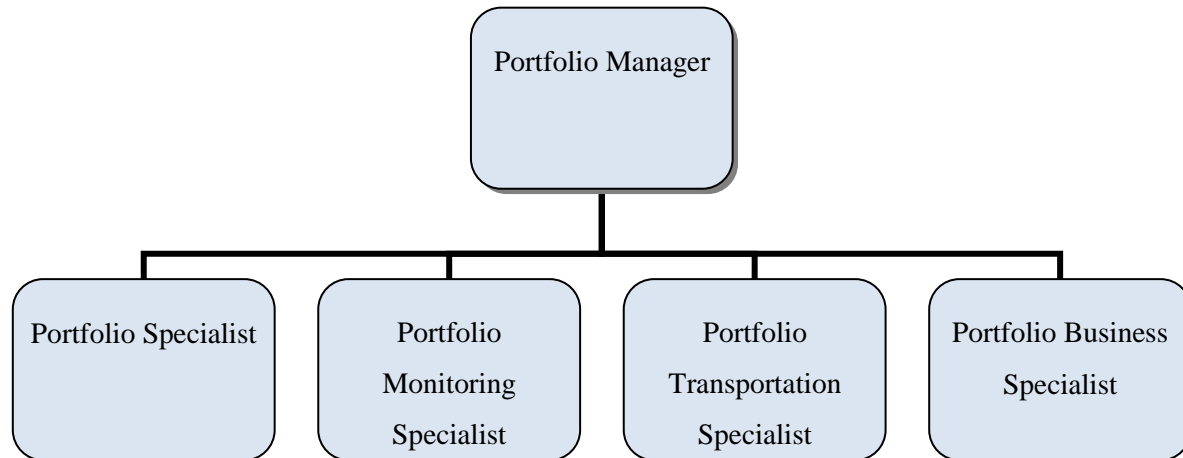 Portfolio Manager
Portfolio Specialist
Portfolio
Monitoring
Specialist
Portfolio
Transportation
Specialist
Portfolio Business
Specialist